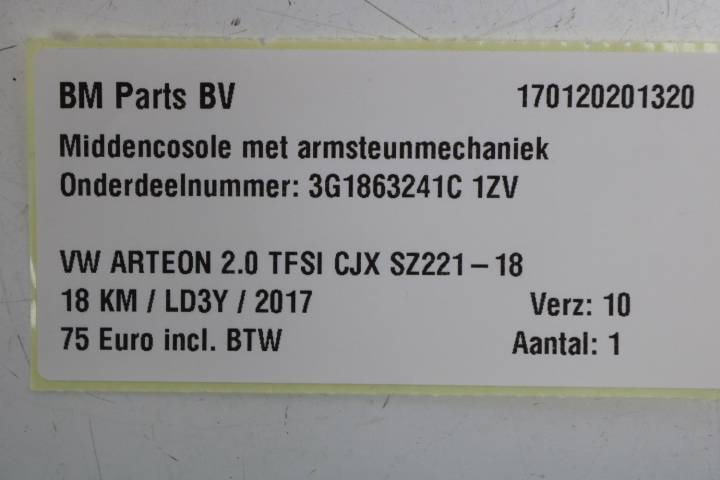 BM Parts BV 170120201320
Middencosole met armsteunmechaniek
Onderdeelnummer: 3G1863241C 1ZV
VW ARTEON 2.0 TFSI CJX SZ221-18
18 KM / LD3Y / 2017 Verz: 10
75 Euro incl. BTW Aantal: 1